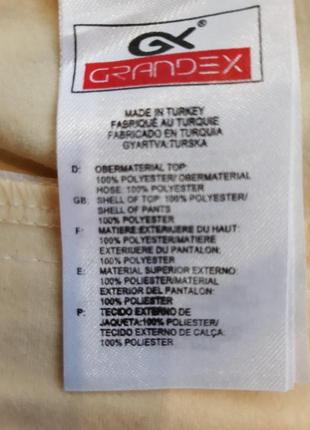 GX
GRANDEX
MADE IN TURKEY
FABRIQUÉ AU TURQUIE
FABRICADO EN TURQUIA
GYARTVA:TURSKA
D: OBERMATERIAL TOP:
100% POLYESTER/ OBERMATERIAL
HOSE: 100% POLYESTER
GB: SHELL OF TOP: 100% POLYESTER/
SHELL OF PANTS
100% POLYESTER
F: MATIERE:EXTERIUERE DU HAUT:
100% POLYESTER/MATIERE
EXTERIUERE DU PANTALON:
100% POLYESTER
E: MATERIAL SUPERIOR EXTERNO:
100% POLIESTER/MATERIAL
EXTERIOR DEL PANTALON:
100% POLIESTER
P: TECIDO EXTERNO DE
JAQUETA:100% POLIESTER/
TECIDO EXTERNO DE CALÇA:
100% POLIESTER